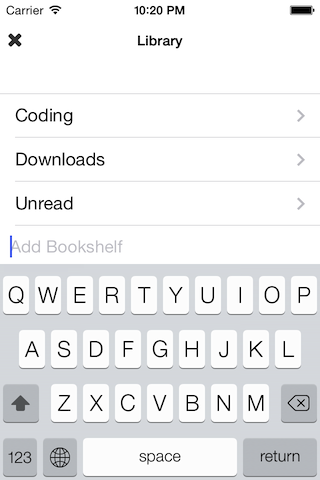 Carrier 10:20 PM
Library
Coding
Downloads
Unread
Add Bookshelf
Q W E R T Y U I O P
A S D F G H J K L
Z X C V B N M
123 space return